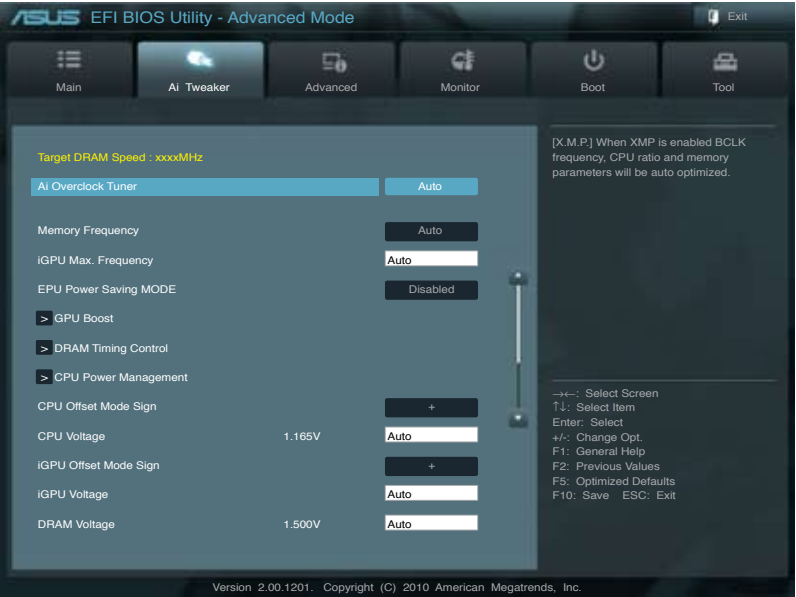 ASUS EFI BIOS Utility - Advanced Mode
Exit
Main
Ai Tweaker
Advanced
Monitor
Boot
Tool
Target DRAM Speed : xxxxMHz
Ai Overclock Tuner Auto
Memory Frequency Auto
iGPU Max. Frequency Auto
EPU Power Saving MODE Disabled
> GPU Boost
> DRAM Timing Control
> CPU Power Management
CPU Offset Mode Sign +
CPU Voltage 1.165V Auto
iGPU Offset Mode Sign +
iGPU Voltage Auto
DRAM Voltage 1.500V Auto
[X.M.P.] When XMP is enabled BCLK
frequency, CPU ratio and memory
parameters will be auto optimized.
→←: Select Screen
↑↓: Select Item
Enter: Select
+/-: Change Opt.
F1: General Help
F2: Previous Values
F5: Optimized Defaults
F10: Save ESC: Exit
Version 2.00.1201. Copyright (C) 2010 American Megatrends, Inc.